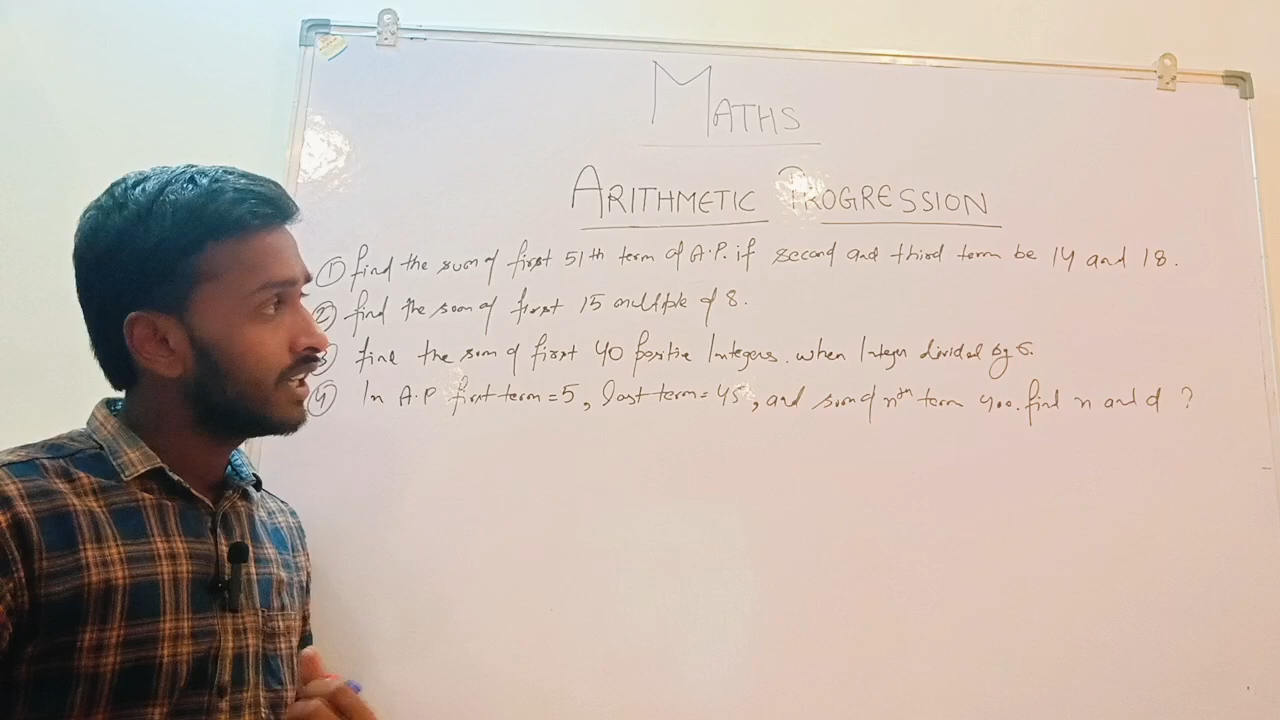 MATHS
ARITHMETIC PROGRESSION
① find the sum of first 51th term of A.P. if second and third term be 14 and 18.
② find the sum of first 15 multiple of 8.
③ find the sum of first 40 positive Integers. when Integer divided by 6.
④ In A.P first term = 5, last term = 45, and sum of nth term 400. find n and d ?